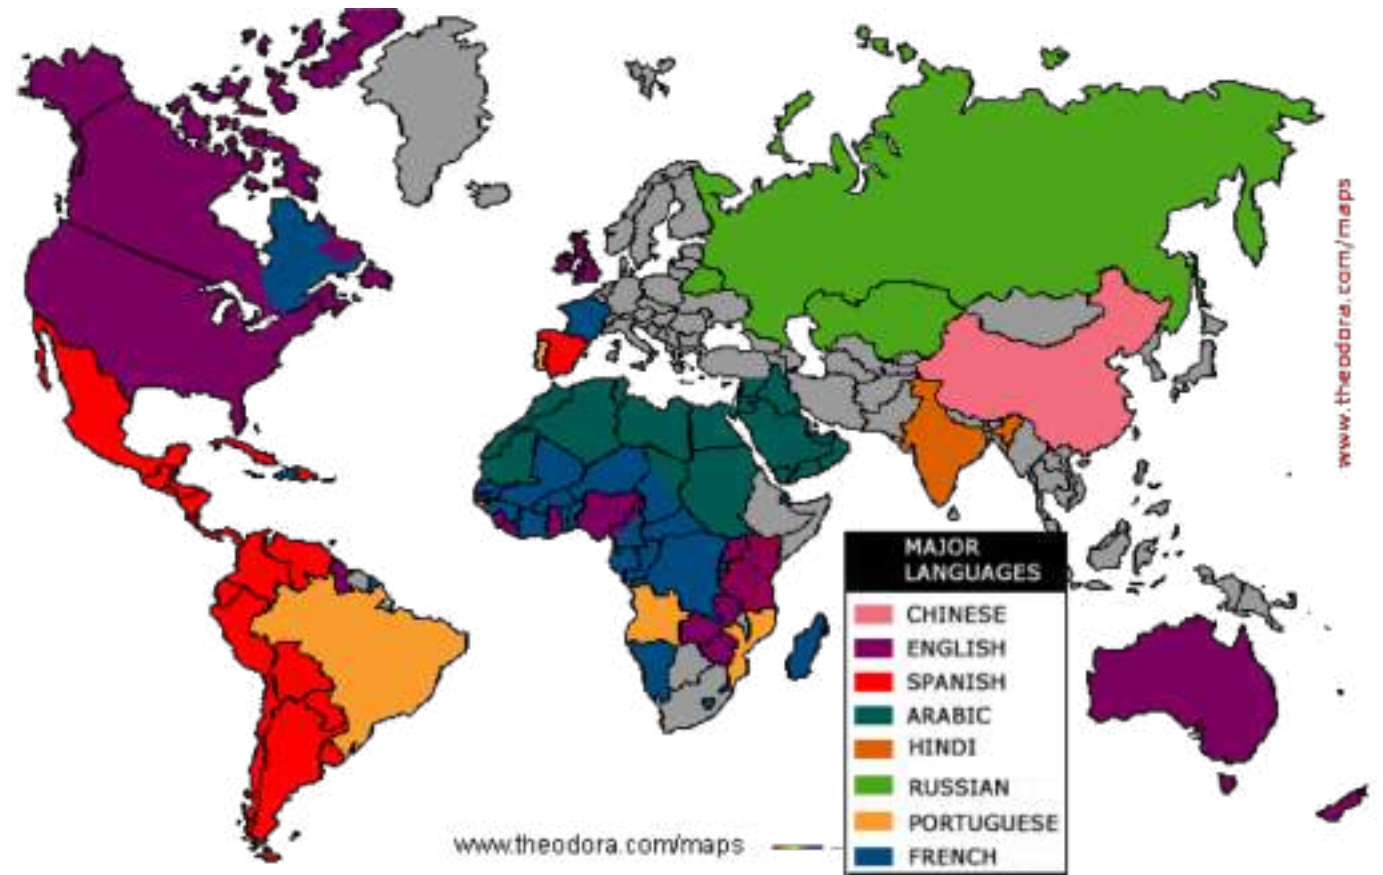 www.theodora.com/maps
MAJOR
LANGUAGES
CHINESE
ENGLISH
SPANISH
ARABIC
HINDI
RUSSIAN
PORTUGUESE
FRENCH
www.theodora.com/maps